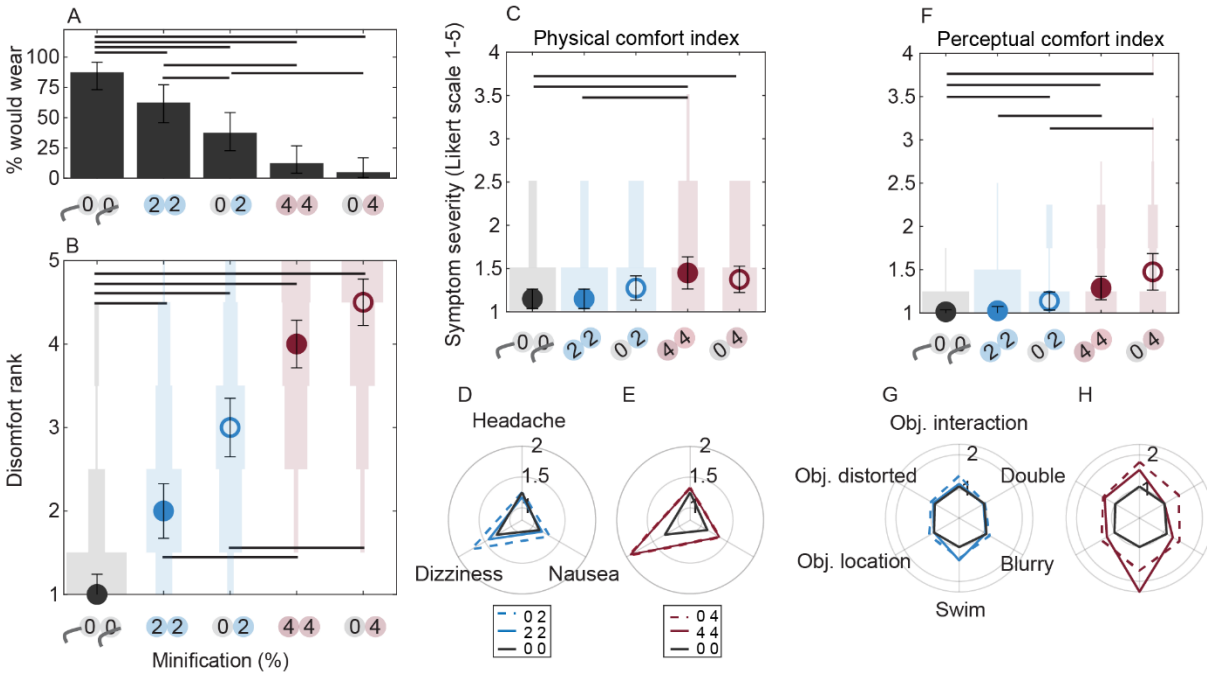 A
% would wear
100
75
50
25
0
0 0
2 2
0 2
4 4
0 4
B
Disomfort rank
5
4
3
2
1
0 0
2 2
0 2
4 4
0 4
Minification (%)
C
Physical comfort index
Symptom severity (Likert scale 1-5)
4
3.5
3
2.5
2
1.5
1
0 0
2 2
0 2
4 4
0 4
D
Headache
2
1.5
1
Dizziness
Nausea
0 2
2 2
0 0
E
2
1.5
1
0 4
4 4
0 0
F
Perceptual comfort index
4
3.5
3
2.5
2
1.5
1
0 0
2 2
0 2
4 4
0 4
G
Obj. interaction
2
1
Obj. distorted
Double
Obj. location
Blurry
Swim
H
2
1